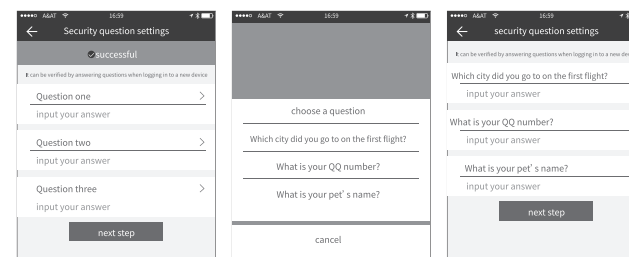 A&AT 16:59
Security question settings
successful
It can be verified by answering questions when logging in to a new device
Question one
input your answer
Question two
input your answer
Question three
input your answer
next step
A&AT 16:59
choose a question
Which city did you go to on the first flight?
What is your QQ number?
What is your pet's name?
cancel
A&AT 16:59
security question settings
It can be verified by answering questions when logging in to a new dev
Which city did you go to on the first flight?
input your answer
What is your QQ number?
input your answer
What is your pet's name?
input your answer
next step